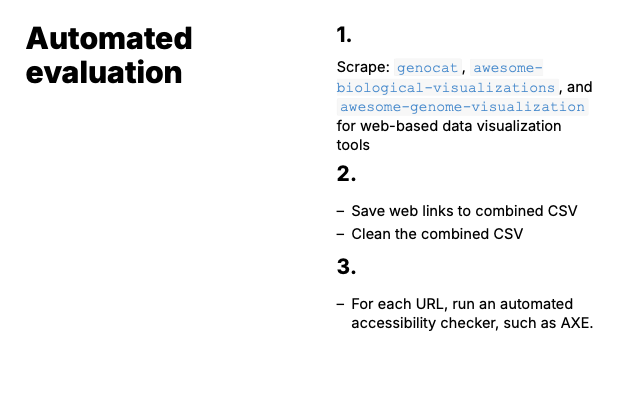 Automated
evaluation
1.
Scrape: genocat, awesome-
biological-visualizations, and
awesome-genome-visualization
for web-based data visualization
tools
2.
– Save web links to combined CSV
– Clean the combined CSV
3.
– For each URL, run an automated
accessibility checker, such as AXE.